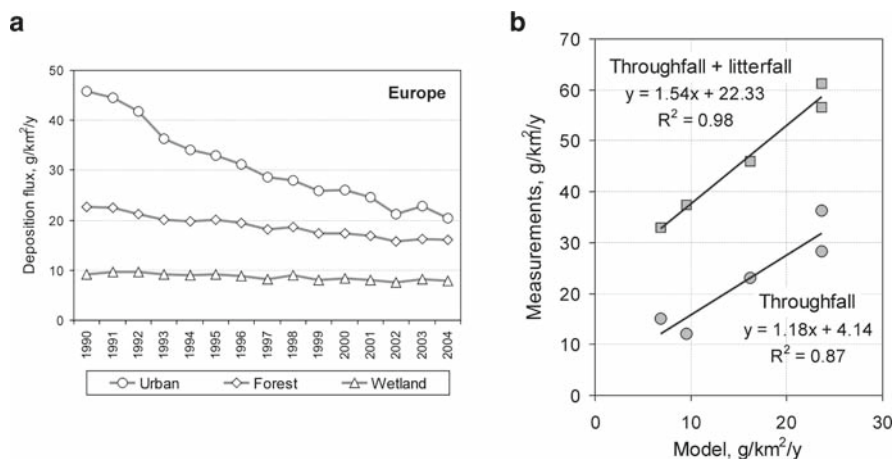 a
50
40
30
20
10
0
Deposition flux, g/km²/y
Europe
1990
1991
1992
1993
1994
1995
1996
1997
1998
1999
2000
2001
2002
2003
2004
Urban Forest Wetland
b
70
60
50
40
30
20
10
0
Measurements, g/km²/y
Throughfall + litterfall
y = 1.54x + 22.33
R² = 0.98
Throughfall
y = 1.18x + 4.14
R² = 0.87
0 10 20 30
Model, g/km²/y